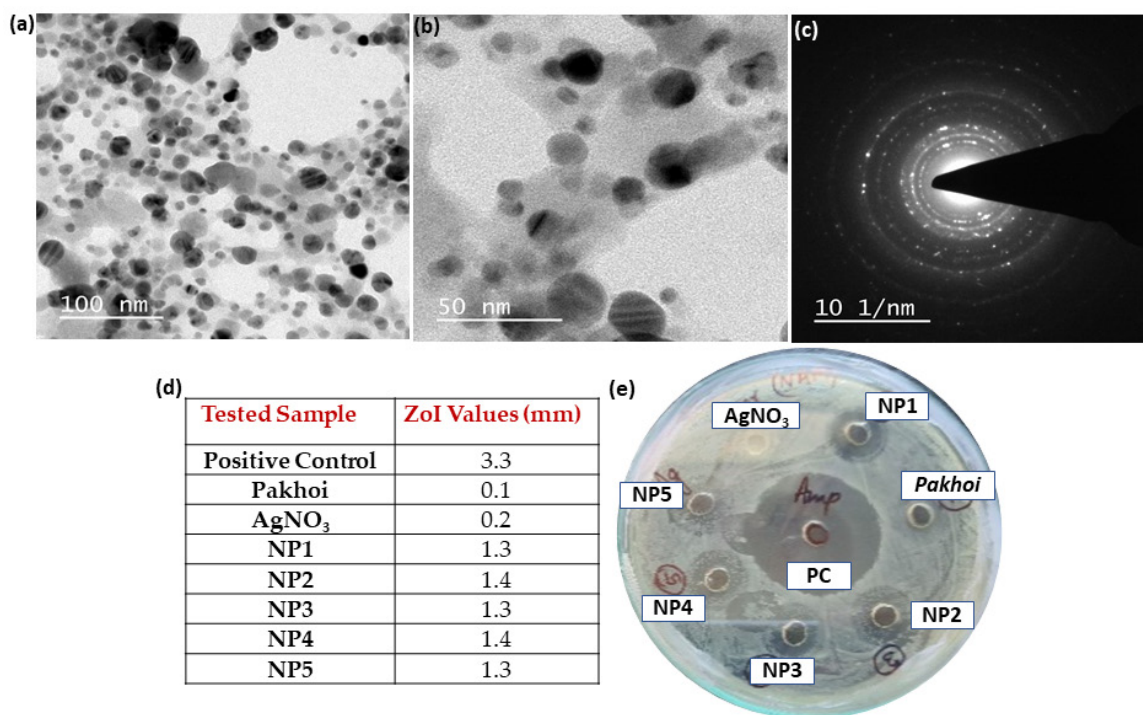 (a)
100 nm
(b)
50 nm
(c)
10 1/nm
(d)
Tested Sample ZoI Values (mm)
Positive Control 3.3
Pakhoi 0.1
AgNO₃ 0.2
NP1 1.3
NP2 1.4
NP3 1.3
NP4 1.4
NP5 1.3
(e)
AgNO₃
NP1
NP5
Amp
Pakhoi
PC
NP4
NP2
NP3